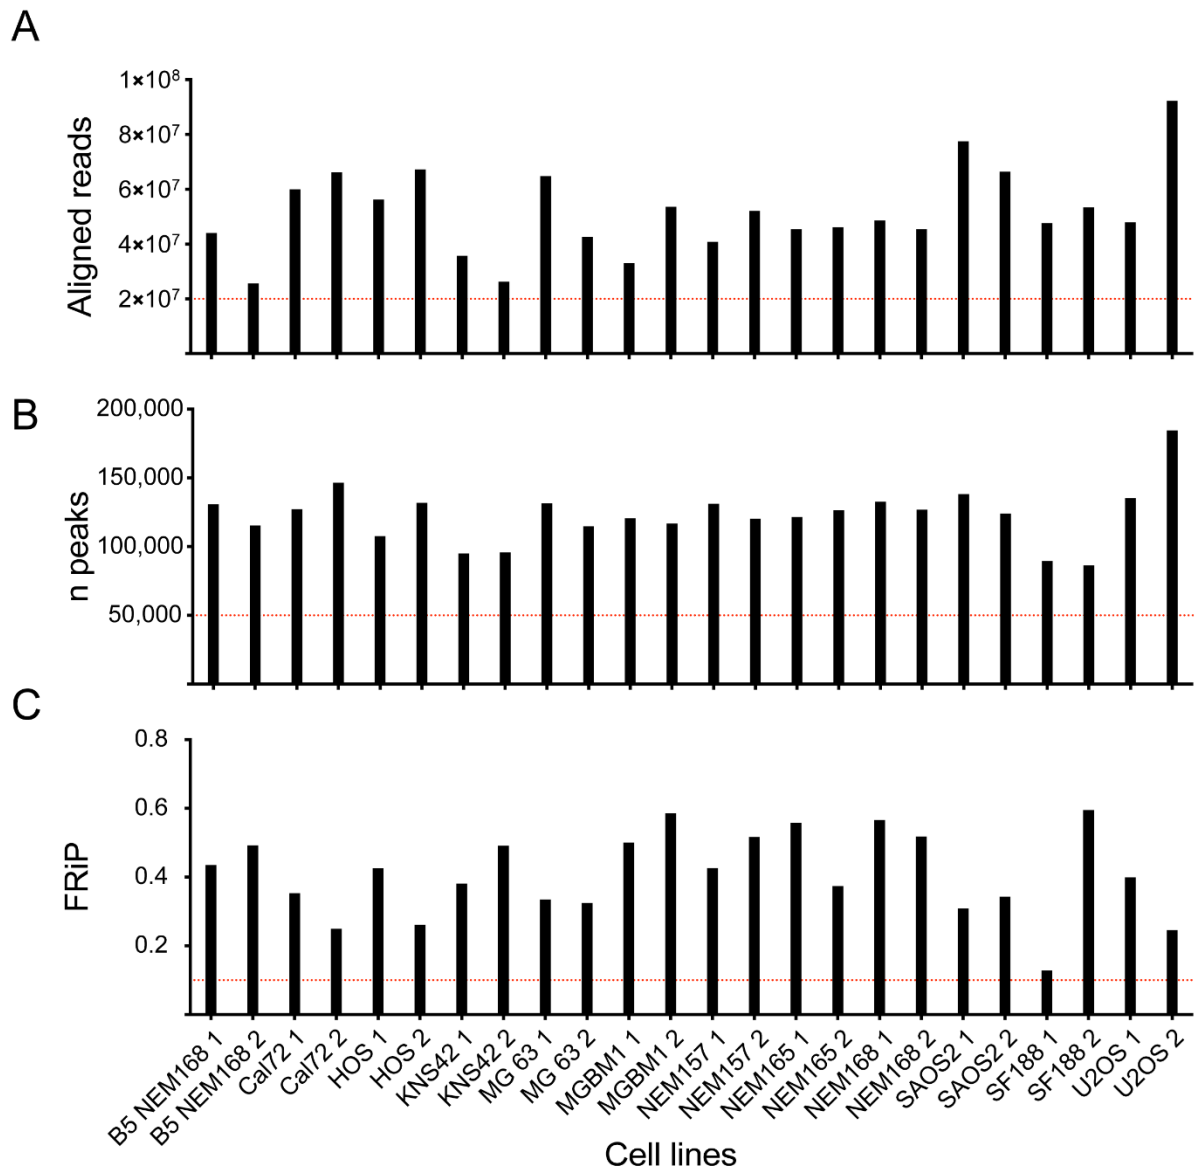 A
Aligned reads
1×10⁸
8×10⁷
6×10⁷
4×10⁷
2×10⁷
B
n peaks
200,000
150,000
100,000
50,000
C
FRiP
0.8
0.6
0.4
0.2
B5 NEM168 1
B5 NEM168 2
Cal72 1
Cal72 2
HOS 1
HOS 2
KNS42 1
KNS42 2
MG 63 1
MG 63 2
MGBM1 1
MGBM1 2
NEM157 1
NEM157 2
NEM165 1
NEM165 2
NEM168 1
NEM168 2
SAOS2 1
SAOS2 2
SF188 1
SF188 2
U2OS 1
U2OS 2
Cell lines